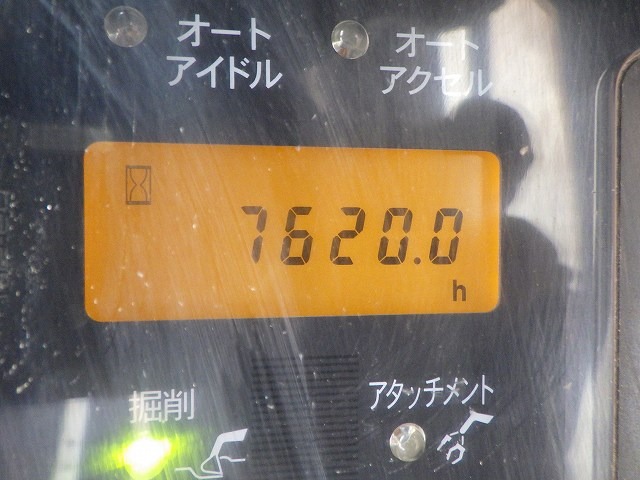 オート
アイドル
オート
アクセル
7620.0
h
掘削
アタッチメント